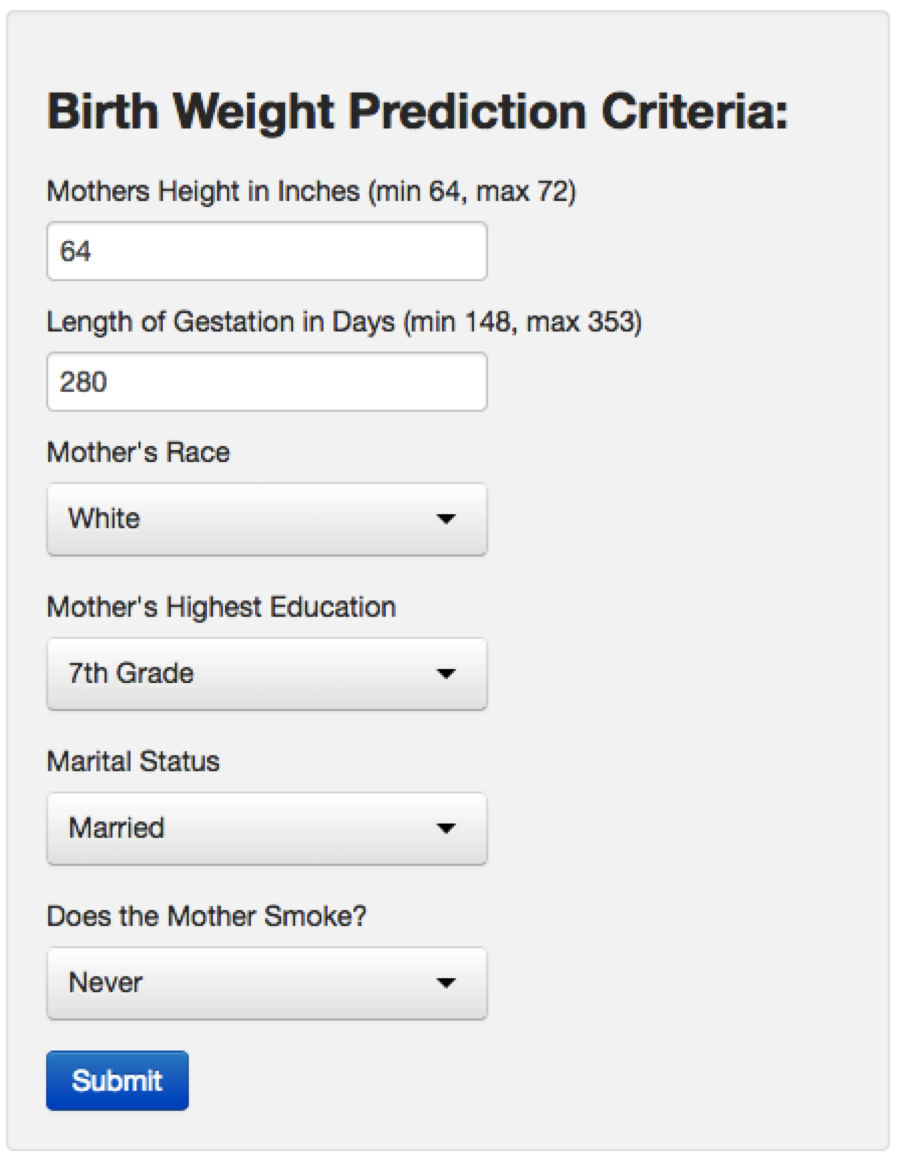 Birth Weight Prediction Criteria:
Mothers Height in Inches (min 64, max 72)
64
Length of Gestation in Days (min 148, max 353)
280
Mother's Race
White
Mother's Highest Education
7th Grade
Marital Status
Married
Does the Mother Smoke?
Never
Submit